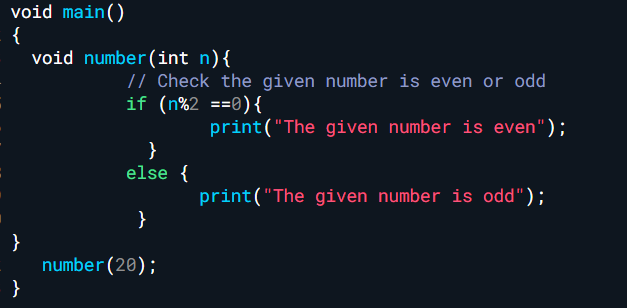 void main()
{
void number(int n){
// Check the given number is even or odd
if (n%2 ==0){
print("The given number is even");
}
else {
print("The given number is odd");
}
}
number(20);
}